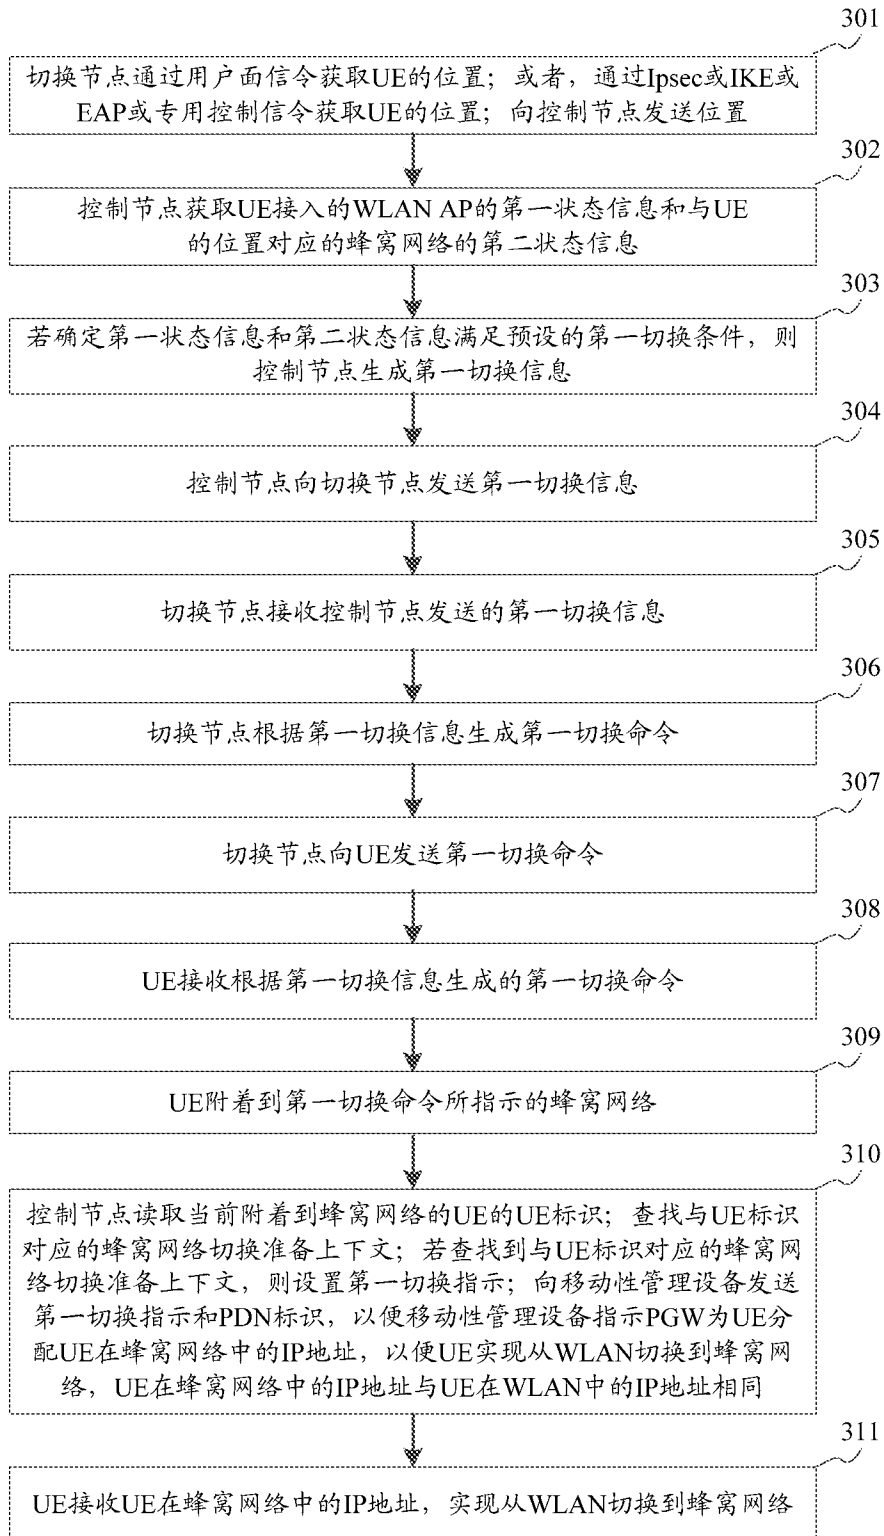 301
切换节点通过用户面信令获取UE的位置；或者，通过Ipsec或IKE或
EAP或专用控制信令获取UE的位置；向控制节点发送位置
302
控制节点获取UE接入的WLAN AP的第一状态信息和与UE
的位置对应的蜂窝网络的第二状态信息
303
若确定第一状态信息和第二状态信息满足预设的第一切换条件，则
控制节点生成第一切换信息
304
控制节点向切换节点发送第一切换信息
305
切换节点接收控制节点发送的第一切换信息
306
切换节点根据第一切换信息生成第一切换命令
307
切换节点向UE发送第一切换命令
308
UE接收根据第一切换信息生成的第一切换命令
309
UE附着到第一切换命令所指示的蜂窝网络
310
控制节点读取当前附着到蜂窝网络的UE的UE标识；查找与UE标识
对应的蜂窝网络切换准备上下文；若查找到与UE标识对应的蜂窝网
络切换准备上下文，则设置第一切换指示；向移动性管理设备发送
第一切换指示和PDN标识，以便移动性管理设备指示PGW为UE分
配UE在蜂窝网络中的IP地址，以便UE实现从WLAN切换到蜂窝网
络，UE在蜂窝网络中的IP地址与UE在WLAN中的IP地址相同
311
UE接收UE在蜂窝网络中的IP地址，实现从WLAN切换到蜂窝网络